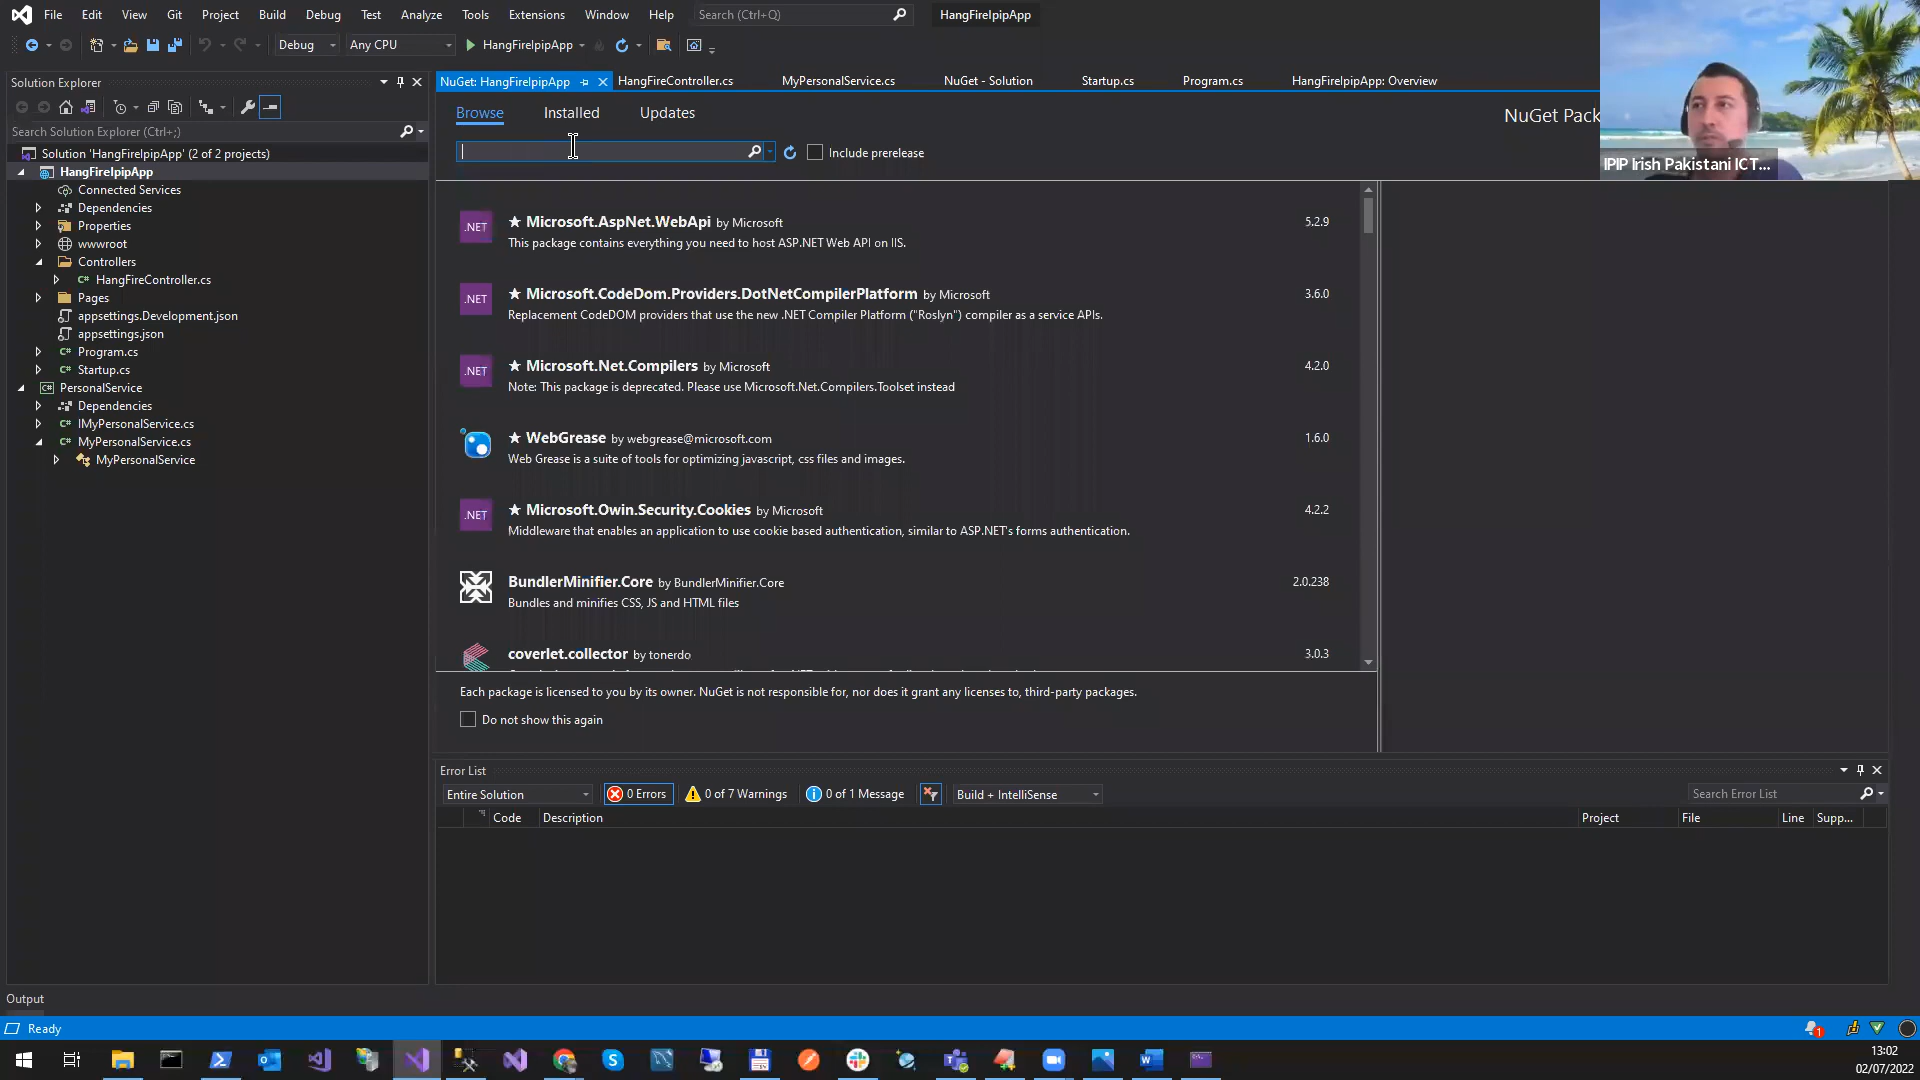 File Edit View Git Project Build Debug Test Analyze Tools Extensions Window Help Search (Ctrl+Q) HangFireIpipApp
Debug Any CPU HangFireIpipApp
Solution Explorer
Search Solution Explorer (Ctrl+;)
Solution 'HangFireIpipApp' (2 of 2 projects)
HangFireIpipApp
Connected Services
Dependencies
Properties
wwwroot
Controllers
C# HangFireController.cs
Pages
appsettings.Development.json
appsettings.json
C# Program.cs
C# Startup.cs
C# PersonalService
Dependencies
C# IMyPersonalService.cs
C# MyPersonalService.cs
MyPersonalService
NuGet: HangFireIpipApp HangFireController.cs MyPersonalService.cs NuGet - Solution Startup.cs Program.cs HangFireIpipApp: Overview
Browse Installed Updates
NuGet Pack
Include prerelease
IPIP Irish Pakistani ICT...
.NET Microsoft.AspNet.WebApi by Microsoft 5.2.9
This package contains everything you need to host ASP.NET Web API on IIS.
.NET Microsoft.CodeDom.Providers.DotNetCompilerPlatform by Microsoft 3.6.0
Replacement CodeDOM providers that use the new .NET Compiler Platform ("Roslyn") compiler as a service APIs.
.NET Microsoft.Net.Compilers by Microsoft 4.2.0
Note: This package is deprecated. Please use Microsoft.Net.Compilers.Toolset instead
WebGrease by webgrease@microsoft.com 1.6.0
Web Grease is a suite of tools for optimizing javascript, css files and images.
.NET Microsoft.Owin.Security.Cookies by Microsoft 4.2.2
Middleware that enables an application to use cookie based authentication, similar to ASP.NET's forms authentication.
BundlerMinifier.Core by BundlerMinifier.Core 2.0.238
Bundles and minifies CSS, JS and HTML files
coverlet.collector by tonerdo 3.0.3
Each package is licensed to you by its owner. NuGet is not responsible for, nor does it grant any licenses to, third-party packages.
Do not show this again
Error List
Entire Solution 0 Errors 0 of 7 Warnings 0 of 1 Message Build + IntelliSense Search Error List
Code Description Project File Line Supp...
Output
Ready 1
13:02
02/07/2022